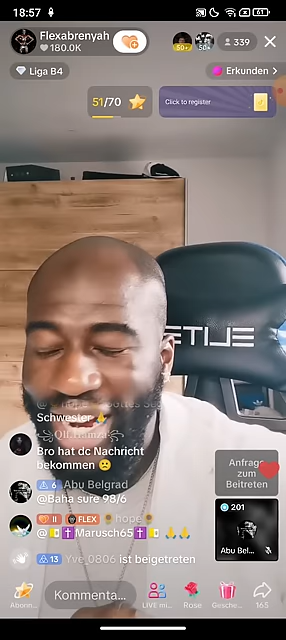 18:57
61
Flexabrenyah
180.0K
50+
50+
339
Liga B4
Erkunden >
51/70
Click to register
Schwester
Bro hat dc Nachricht
bekommen ☹️
6 Abu Belgrad
@Baha sure 98/6
Anfrage
zum
Beitreten
201
Abu Bel...
II FLEX hope
@🇻🇦✝️Marusch65✝️🇻🇦🙏🙏
13 Yve_0806 ist beigetreten
Abonn...
Kommenta...
LIVE mi...
Rose
Gesche...
165